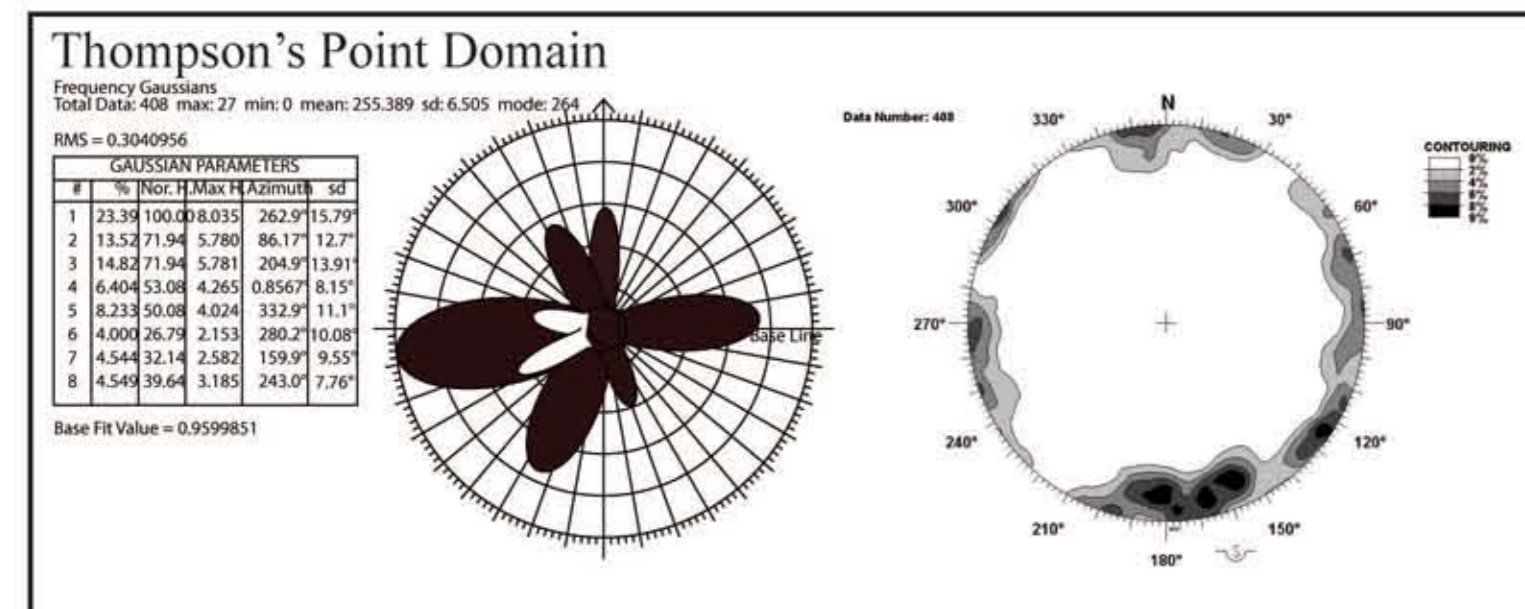 Thompson's Point Domain
Frequency Gaussians
Total Data: 408 max: 27 min: 0 mean: 255.389 sd: 6.505 mode: 264
RMS = 0.3040956
GAUSSIAN PARAMETERS
# % Nor. H. Max H. Azimuth sd
1 23.39 100.00 8.035 262.9° 15.79°
2 13.52 71.94 5.780 86.17° 12.7°
3 14.82 71.94 5.781 204.9° 13.91°
4 6.404 53.08 4.265 0.8567° 8.15°
5 8.233 50.08 4.024 332.9° 11.1°
6 4.000 26.79 2.153 280.2° 10.08°
7 4.544 32.14 2.582 159.9° 9.55°
8 4.549 39.64 3.185 243.0° 7.76°
Base Fit Value = 0.9599851
Base Line
Data Number: 408
N
30°
60°
90°
120°
150°
180°
210°
240°
270°
300°
330°
S
CONTOURING
0%
2%
4%
6%
8%
9%